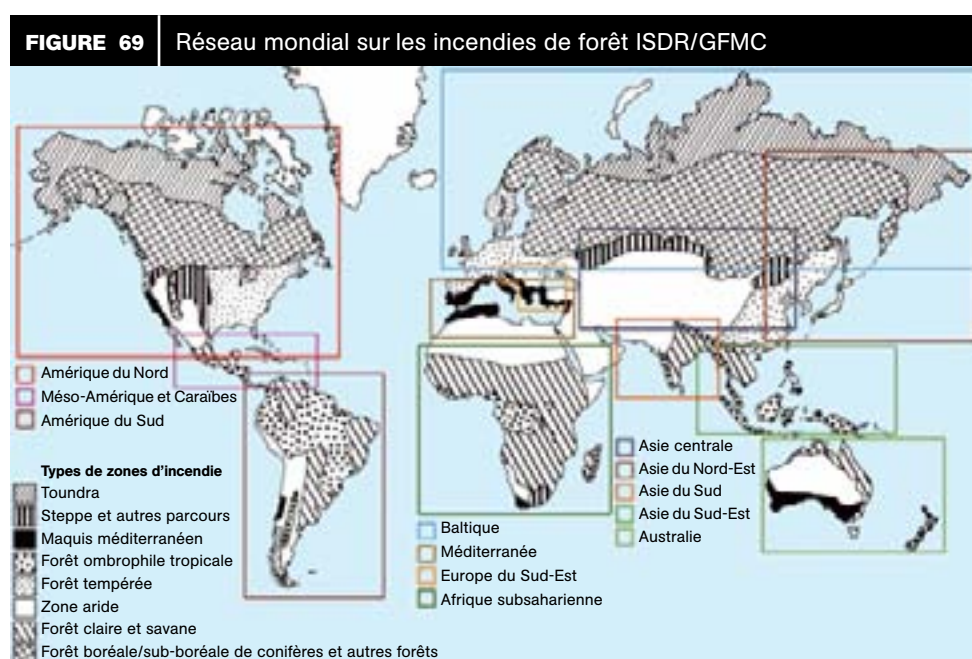 FIGURE 69 Réseau mondial sur les incendies de forêt ISDR/GFMC
Amérique du Nord
Méso-Amérique et Caraïbes
Amérique du Sud
Types de zones d'incendie
Toundra
Steppe et autres parcours
Maquis méditerranéen
Forêt ombrophile tropicale
Forêt tempérée
Zone aride
Forêt claire et savane
Forêt boréale/sub-boréale de conifères et autres forêts
Baltique
Méditerranée
Europe du Sud-Est
Afrique subsaharienne
Asie centrale
Asie du Nord-Est
Asie du Sud
Asie du Sud-Est
Australie